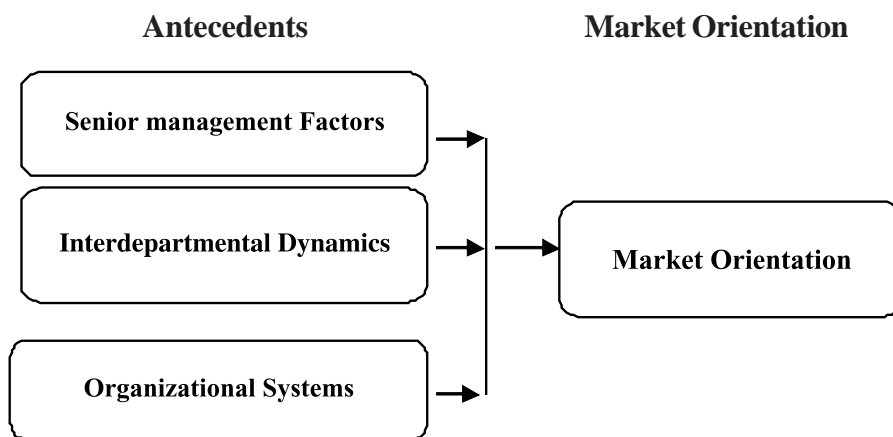 Antecedents
Market Orientation
Senior management Factors
Interdepartmental Dynamics
Market Orientation
Organizational Systems